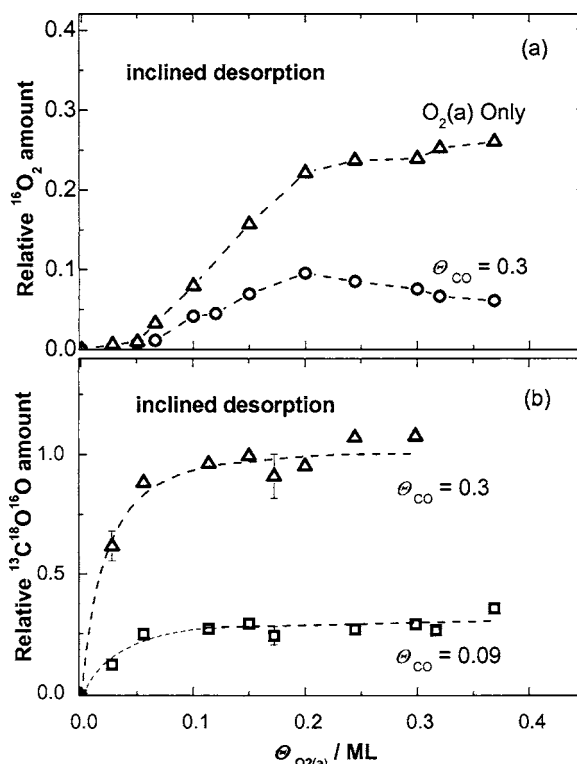 0.4
(a)
inclined desorption
O₂(a) Only
0.3
0.2
Relative ¹⁶O₂ amount
Θ_CO = 0.3
0.1
0.0
(b)
inclined desorption
1.0
Θ_CO = 0.3
Relative ¹³C¹⁸O¹⁶O amount
0.5
Θ_CO = 0.09
0.0
0.0 0.1 0.2 0.3 0.4
Θ_O2(a) / ML